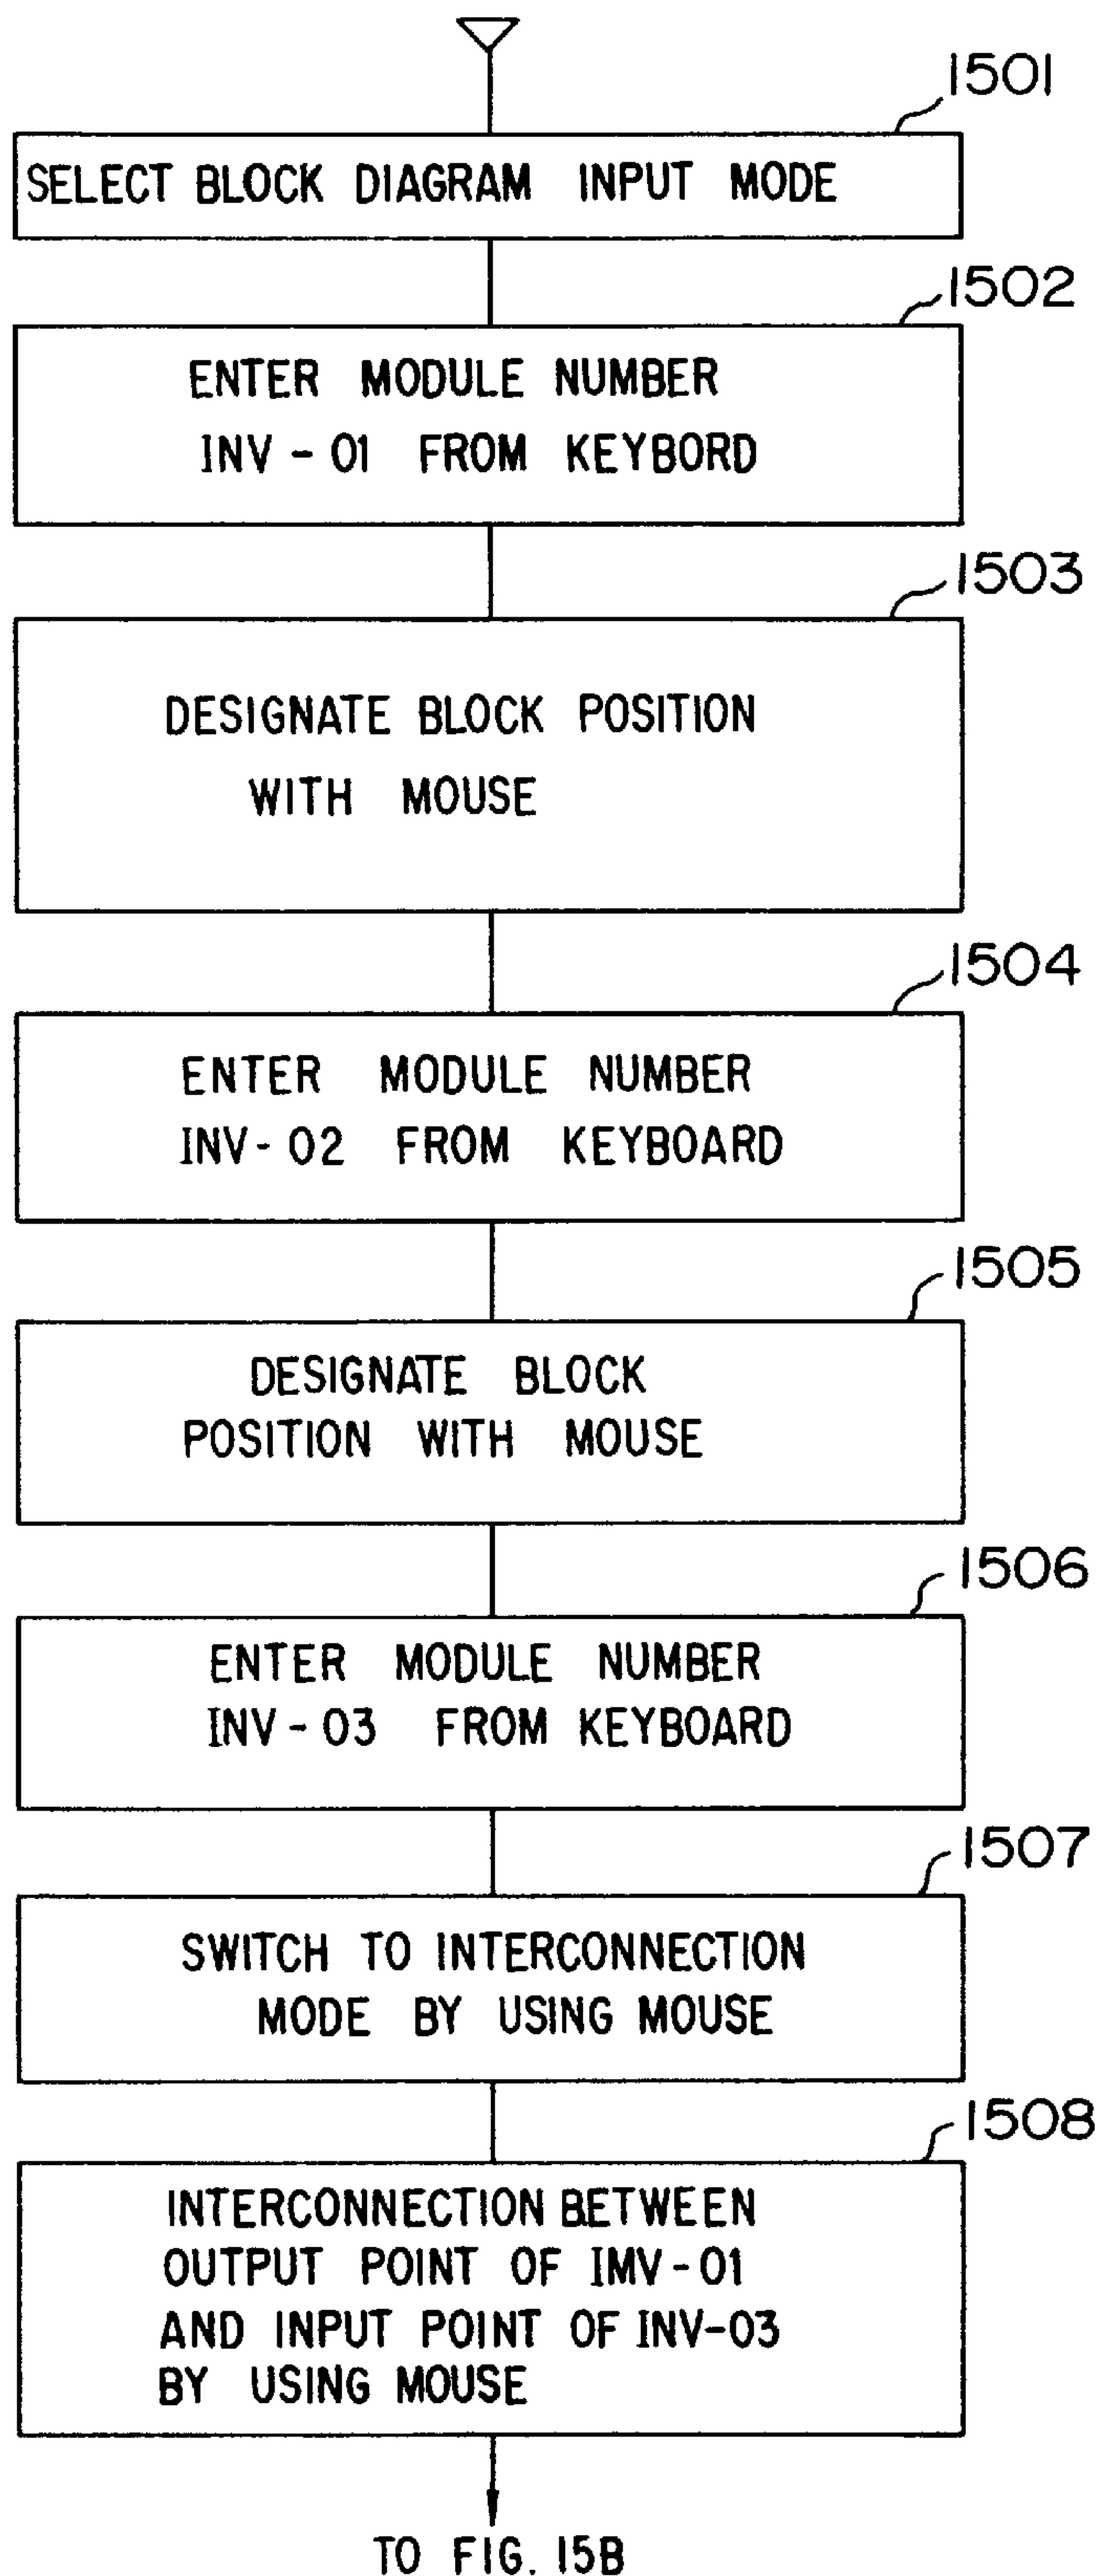 1501
SELECT BLOCK DIAGRAM INPUT MODE
1502
ENTER MODULE NUMBER
INV-01 FROM KEYBORD
1503
DESIGNATE BLOCK POSITION
WITH MOUSE
1504
ENTER MODULE NUMBER
INV-02 FROM KEYBOARD
1505
DESIGNATE BLOCK
POSITION WITH MOUSE
1506
ENTER MODULE NUMBER
INV-03 FROM KEYBOARD
1507
SWITCH TO INTERCONNECTION
MODE BY USING MOUSE
1508
INTERCONNECTION BETWEEN
OUTPUT POINT OF IMV-01
AND INPUT POINT OF INV-03
BY USING MOUSE
TO FIG. 15B